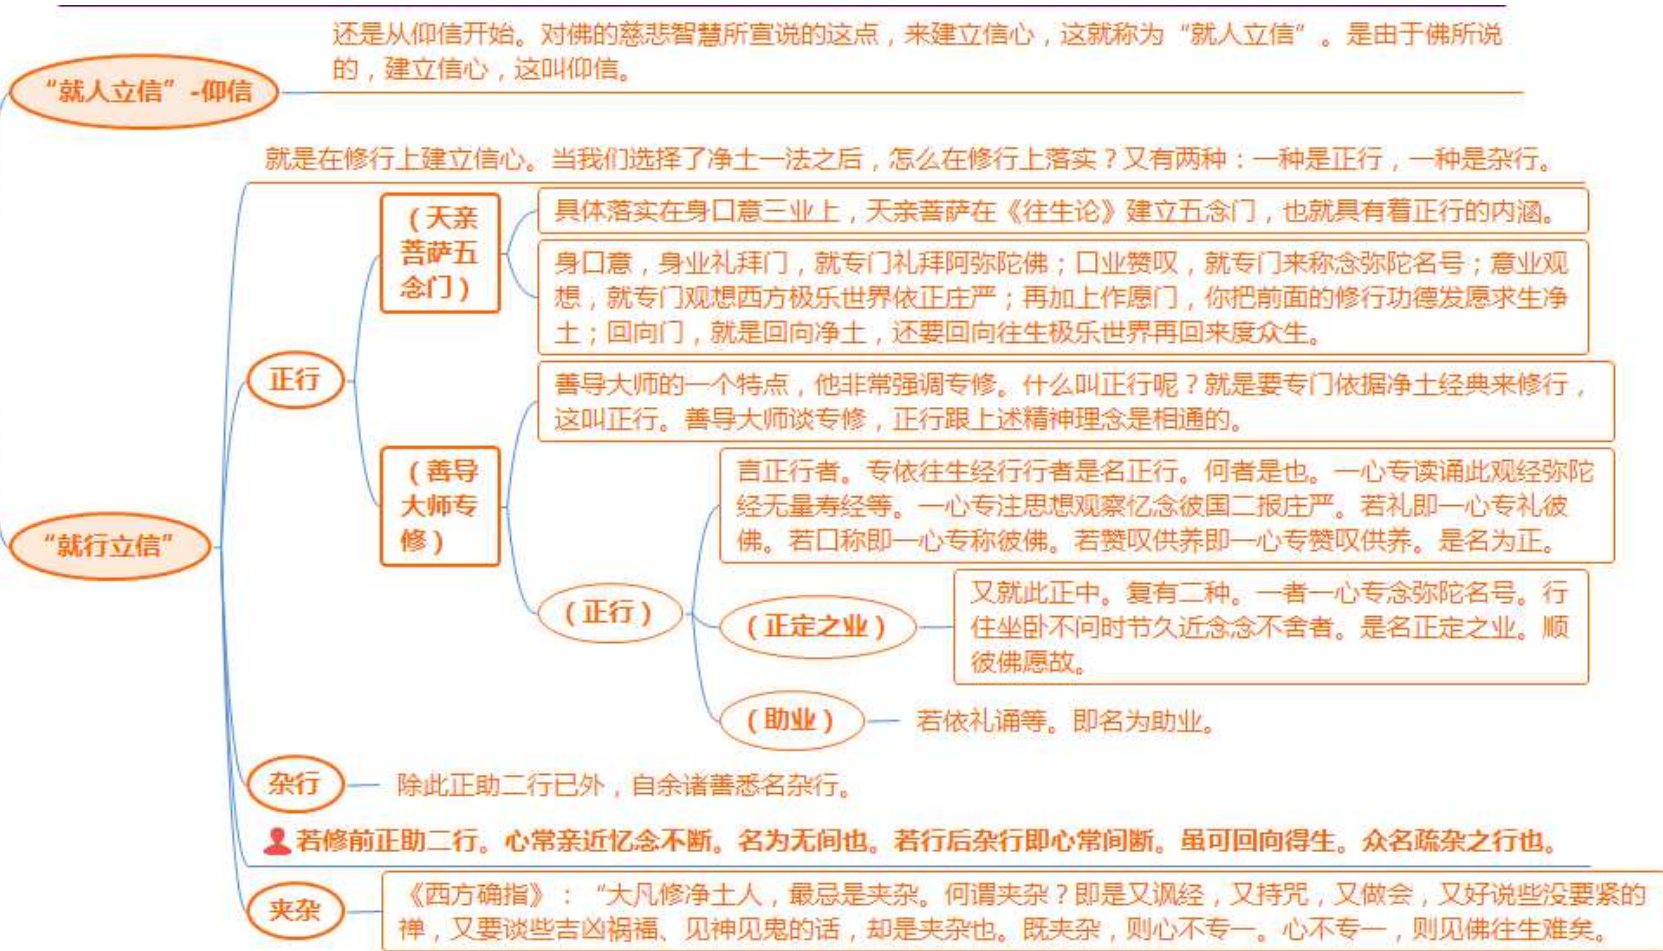 还是从仰信开始。对佛的慈悲智慧所宣说的这点，来建立信心，这就称为“就人立信”。是由于佛所说
的，建立信心，这叫仰信。
“就人立信”-仰信
就是在修行上建立信心。当我们选择了净土一法之后，怎么在修行上落实？又有两种：一种是正行，一种是杂行。
（天亲
菩萨五
念门）
具体落实在身口意三业上，天亲菩萨在《往生论》建立五念门，也就具有着正行的内涵。
身口意，身业礼拜门，就专门礼拜阿弥陀佛；口业赞叹，就专门来称念弥陀名号；意业观
想，就专门观想西方极乐世界依正庄严；再加上作愿门，你把前面的修行功德发愿求生净
土；回向门，就是回向净土，还要回向往生极乐世界再回来度众生。
正行
善导大师的一个特点，他非常强调专修。什么叫正行呢？就是要专门依据净土经典来修行，
这叫正行。善导大师谈专修，正行跟上述精神理念是相通的。
（善导
大师专
修）
言正行者。专依往生经行行者是名正行。何者是也。一心专读诵此观经弥陀
经无量寿经等。一心专注思想观察忆念彼国二报庄严。若礼即一心专礼彼
佛。若口称即一心专称彼佛。若赞叹供养即一心专赞叹供养。是名为正。
“就行立信”
（正行）
（正定之业）
又就此正中。复有二种。一者一心专念弥陀名号。行
住坐卧不问时节久近念念不舍者。是名正定之业。顺
彼佛愿故。
（助业）
若依礼诵等。即名为助业。
杂行
除此正助二行已外，自余诸善悉名杂行。
若修前正助二行。心常亲近忆念不断。名为无间也。若行后杂行即心常间断。虽可回向得生。众名疏杂之行也。
夹杂
《西方确指》：“大凡修净土人，最忌是夹杂。何谓夹杂？即是又讽经，又持咒，又做会，又好说些没要紧的
禅，又要谈些吉凶祸福、见神见鬼的话，却是夹杂也。既夹杂，则心不专一。心不专一，则见佛往生难矣。